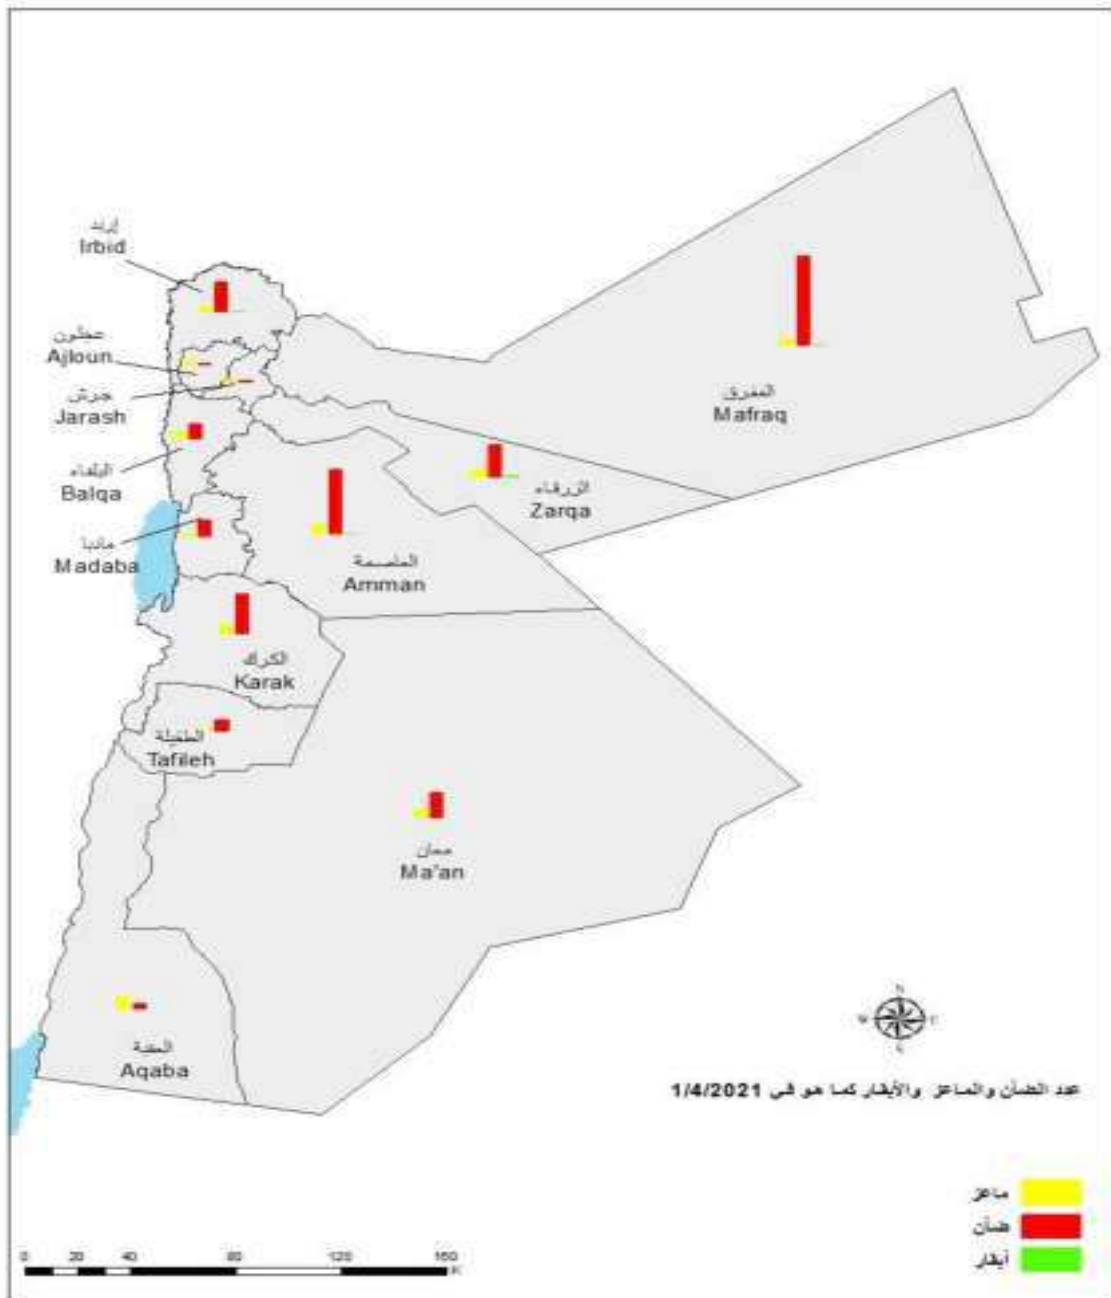 إربد
Irbid
عجلون
Ajloun
جرش
Jarash
البلقاء
Balqa
مادبا
Madaba
المفرق
Mafraq
الزرقاء
Zarqa
العاصمة
Amman
الكرك
Karak
الطفيلة
Tafileh
معان
Ma'an
العقبة
Aqaba
N
W
E
S
عدد الضأن والماعز والأبقار كما هو في 1/4/2021
ماعز
ضأن
أبقار
0 20 40 80 120 160